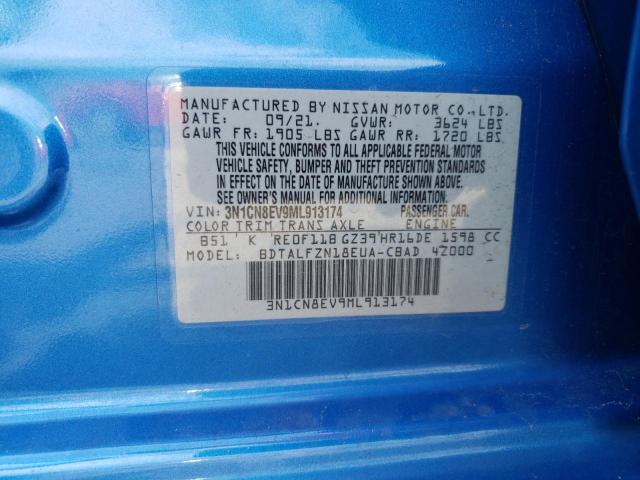 MANUFACTURED BY NISSAN MOTOR CO., LTD.
DATE: 09/21. GVWR: 3624 LBS
GAWR FR: 1905 LBS GAWR RR: 1720 LBS
THIS VEHICLE CONFORMS TO ALL APPLICABLE FEDERAL MOTOR
VEHICLE SAFETY, BUMPER AND THEFT PREVENTION STANDARDS
IN EFFECT ON THE DATE OF MANUFACTURE SHOWN ABOVE.
SEE OWNER'S MANUAL FOR ADDITIONAL INFORMATION.
VIN: 3N1CN8EV9ML913174 PASSENGER CAR.
COLOR TRIM TRANS AXLE ENGINE
B51 K RE0F11B GZ39 HR16DE 1598 CC
MODEL: BDTALFZN18EUA-CBAD 4Z000
3N1CN8EV9ML913174